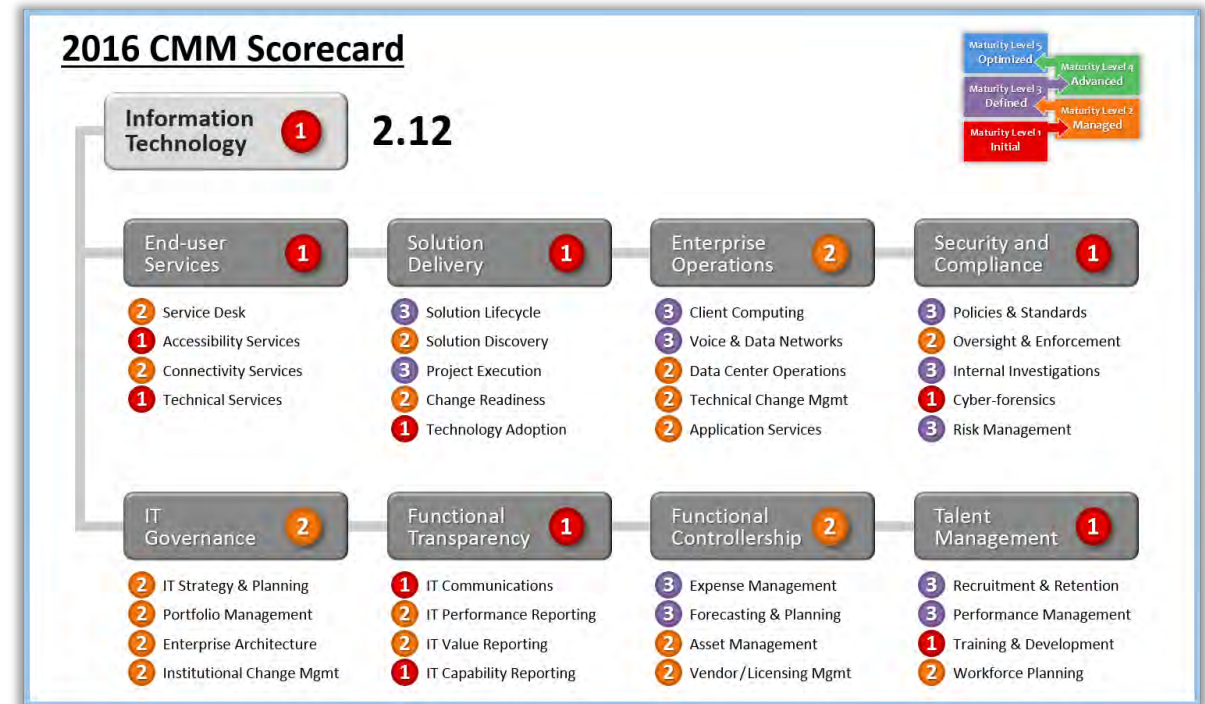 2016 CMM Scorecard
Maturity Level 5
Optimized
Maturity Level 4
Advanced
Maturity Level 3
Defined
Maturity Level 2
Managed
Maturity Level 1
Initial
Information
Technology
1
2.12
End-user
Services
1
2 Service Desk
1 Accessibility Services
2 Connectivity Services
1 Technical Services
Solution
Delivery
1
3 Solution Lifecycle
2 Solution Discovery
3 Project Execution
2 Change Readiness
1 Technology Adoption
Enterprise
Operations
2
3 Client Computing
3 Voice & Data Networks
2 Data Center Operations
2 Technical Change Mgmt
2 Application Services
Security and
Compliance
1
3 Policies & Standards
2 Oversight & Enforcement
3 Internal Investigations
1 Cyber-forensics
3 Risk Management
IT
Governance
2
2 IT Strategy & Planning
2 Portfolio Management
2 Enterprise Architecture
2 Institutional Change Mgmt
Functional
Transparency
1
1 IT Communications
2 IT Performance Reporting
2 IT Value Reporting
1 IT Capability Reporting
Functional
Controllership
2
3 Expense Management
3 Forecasting & Planning
2 Asset Management
2 Vendor/Licensing Mgmt
Talent
Management
1
3 Recruitment & Retention
3 Performance Management
1 Training & Development
2 Workforce Planning